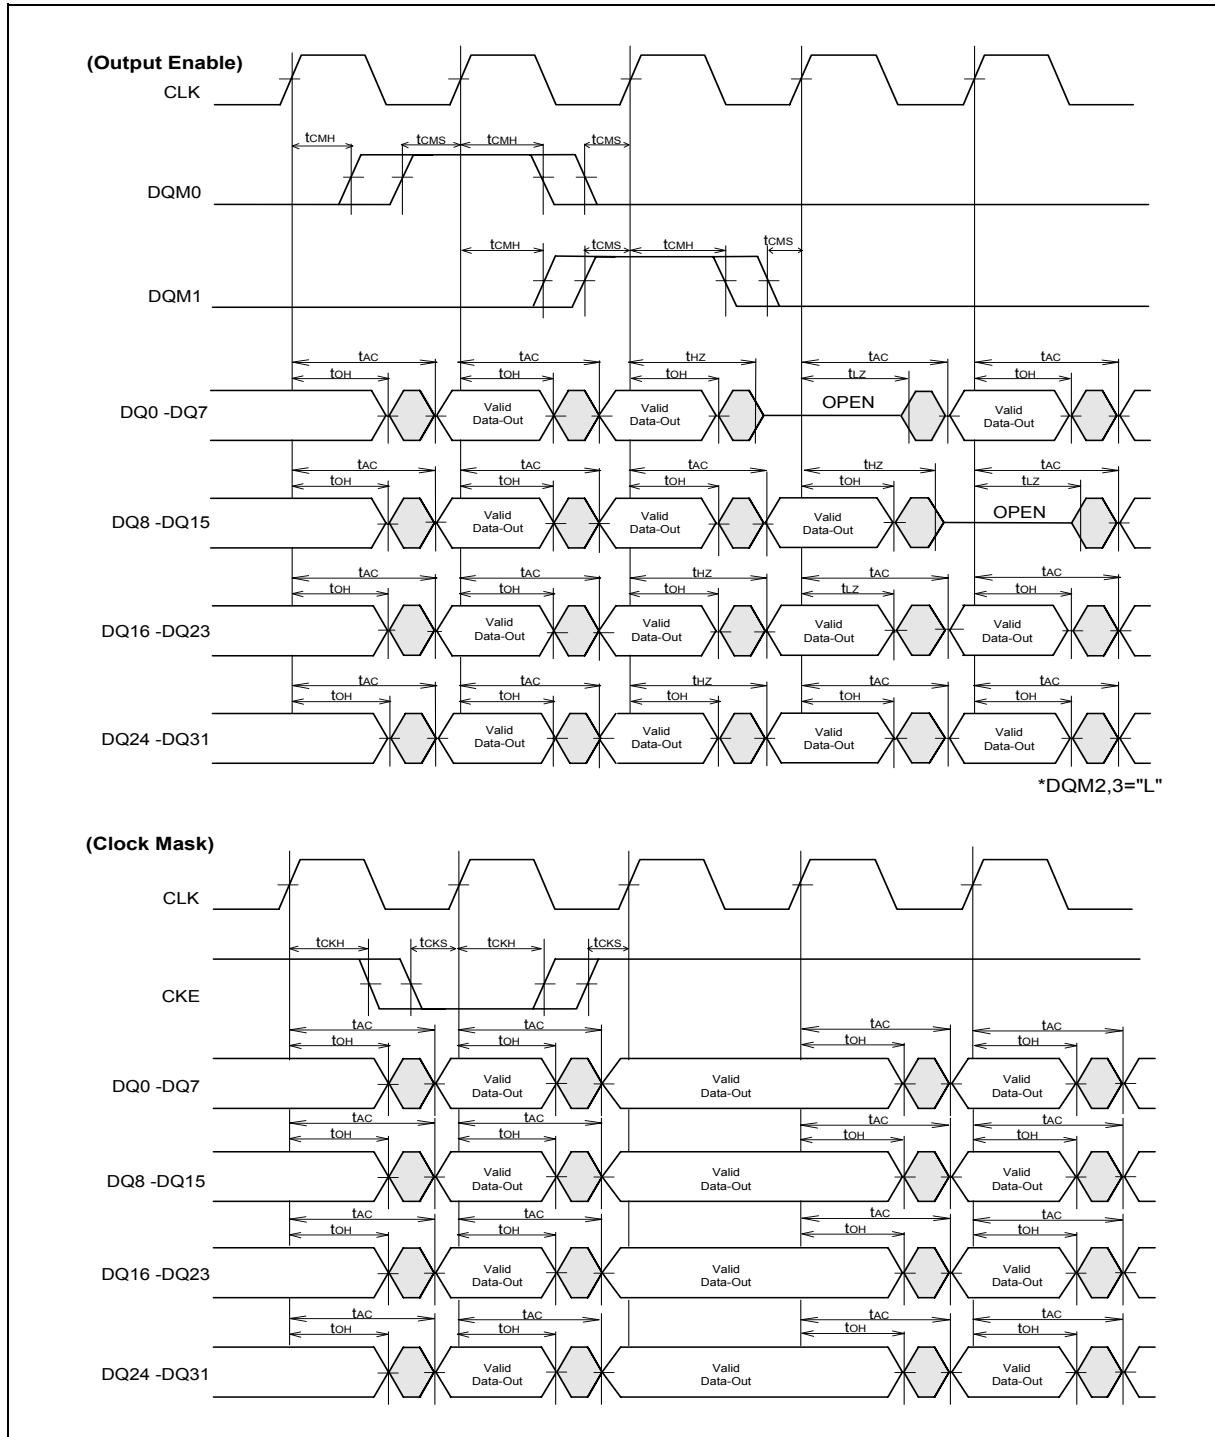 (Output Enable)
CLK
tCMH tCMS tCMH tCMS
DQM0
tCMH tCMS tCMH tCMS
DQM1
tAC tAC tHZ tAC tAC
tOH tOH tOH tLZ tOH
DQ0 -DQ7 Valid Data-Out Valid Data-Out OPEN Valid Data-Out
tAC tAC tAC tHZ tAC
tOH tOH tOH tOH tLZ
DQ8 -DQ15 Valid Data-Out Valid Data-Out Valid Data-Out OPEN
tAC tAC tHZ tAC tAC
tOH tOH tOH tLZ tOH
DQ16 -DQ23 Valid Data-Out Valid Data-Out Valid Data-Out Valid Data-Out
tAC tAC tHZ tAC tAC
tOH tOH tOH tOH tOH
DQ24 -DQ31 Valid Data-Out Valid Data-Out Valid Data-Out Valid Data-Out
*DQM2,3="L"
(Clock Mask)
CLK
tCKH tCKS tCKH tCKS
CKE
tAC tAC tAC tAC
tOH tOH tOH tOH
DQ0 -DQ7 Valid Data-Out Valid Data-Out Valid Data-Out
tAC tAC tAC tAC
tOH tOH tOH tOH
DQ8 -DQ15 Valid Data-Out Valid Data-Out Valid Data-Out
tAC tAC tAC tAC
tOH tOH tOH tOH
DQ16 -DQ23 Valid Data-Out Valid Data-Out Valid Data-Out
tAC tAC tAC tAC
tOH tOH tOH tOH
DQ24 -DQ31 Valid Data-Out Valid Data-Out Valid Data-Out